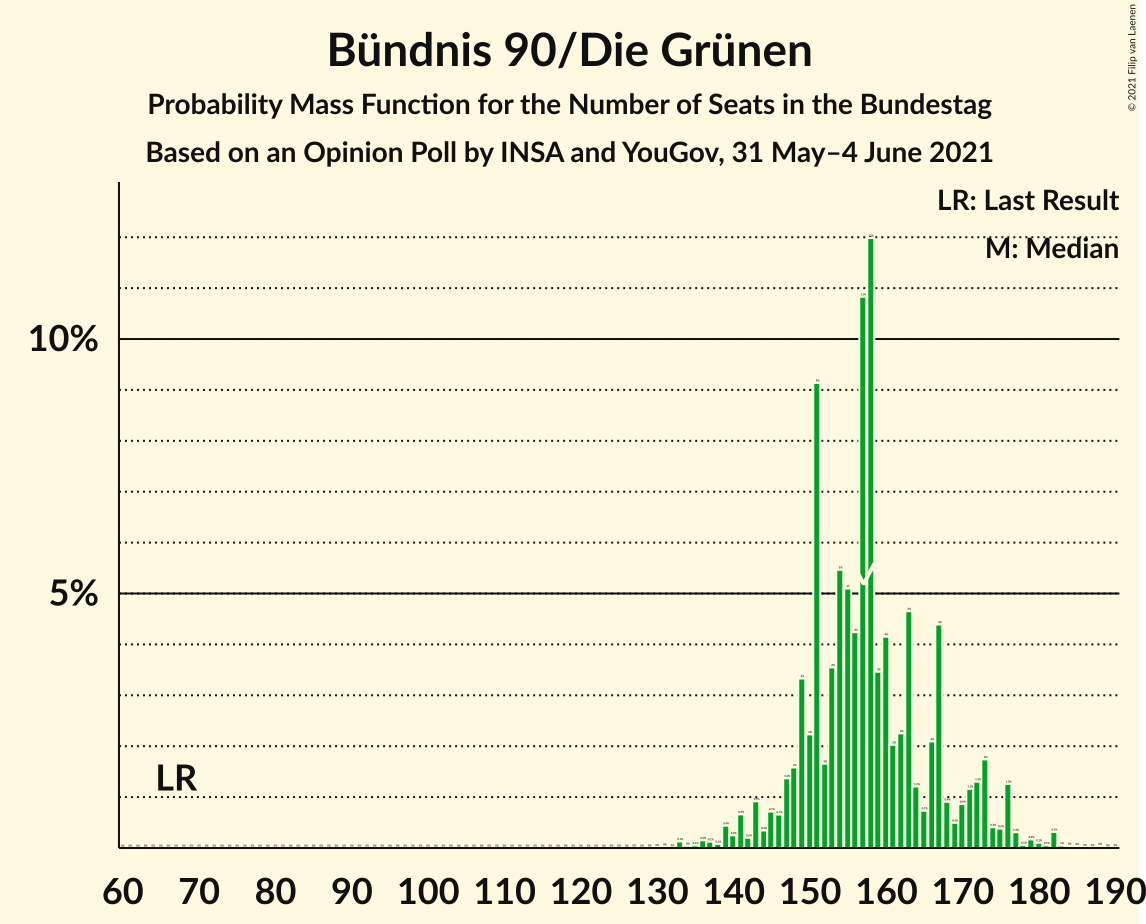 Bündnis 90/Die Grünen
Probability Mass Function for the Number of Seats in the Bundestag
Based on an Opinion Poll by INSA and YouGov, 31 May–4 June 2021
© 2021 Filip van Laenen
LR: Last Result
M: Median
10%
5%
LR
60 70 80 90 100 110 120 130 140 150 160 170 180 190